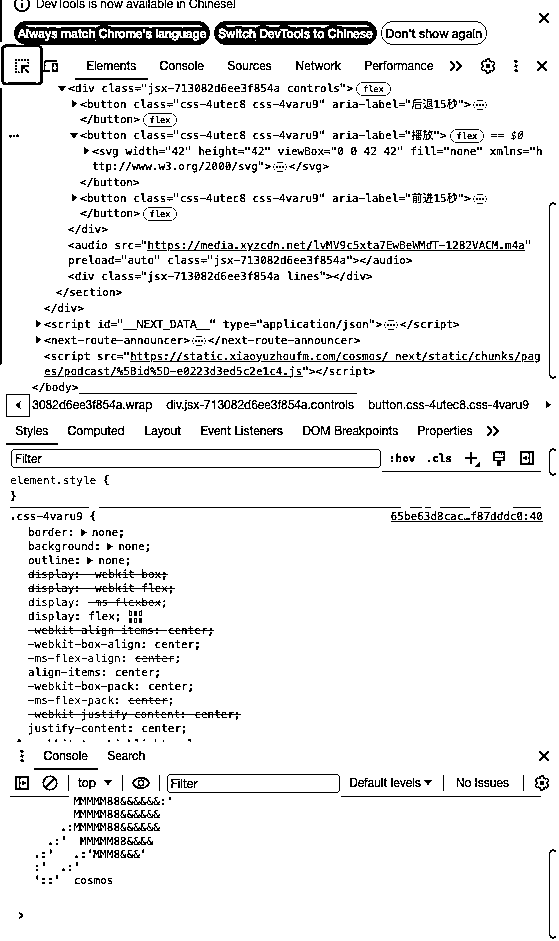 DevTools is now available in Chinese!
Always match Chrome's language Switch DevTools to Chinese Don't show again
Elements Console Sources Network Performance
▼<div class="jsx-713082d6ee3f854a controls"> flex
▶<button class="css-4utec8 css-4varu9" aria-label="后退15秒">⋯
</button> flex
▼<button class="css-4utec8 css-4varu9" aria-label="播放"> flex == $0
▶<svg width="42" height="42" viewBox="0 0 42 42" fill="none" xmlns="h
ttp://www.w3.org/2000/svg">⋯</svg>
</button>
▶<button class="css-4utec8 css-4varu9" aria-label="前进15秒">⋯
</button> flex
</div>
<audio src="https://media.xyzcdn.net/lvMV9c5xta7EwBeWMdT-1282VACM.m4a"
preload="auto" class="jsx-713082d6ee3f854a"></audio>
<div class="jsx-713082d6ee3f854a lines"></div>
</section>
</div>
▶<script id="__NEXT_DATA__" type="application/json">⋯</script>
▶<next-route-announcer>⋯</next-route-announcer>
<script src="https://static.xiaoyuzhoufm.com/cosmos/_next/static/chunks/pag
es/podcast/%5Bid%5D-e0223d3ed5c2e1c4.js"></script>
</body>
3082d6ee3f854a.wrap div.jsx-713082d6ee3f854a.controls button.css-4utec8.css-4varu9
Styles Computed Layout Event Listeners DOM Breakpoints Properties
Filter :hov .cls
element.style {
}
.css-4varu9 { 65be63d8cac…f87dddc0:40
border: ▶ none;
background: ▶ none;
outline: ▶ none;
display: -webkit-box;
display: -webkit-flex;
display: -ms-flexbox;
display: flex;
-webkit-align-items: center;
-webkit-box-align: center;
-ms-flex-align: center;
align-items: center;
-webkit-box-pack: center;
-ms-flex-pack: center;
-webkit-justify-content: center;
justify-content: center;
Console Search
top ▼ Filter Default levels ▼ No Issues
MMMMM88&&&&&&:'
MMMMM88&&&&&&
.:MMMMM88&&&&&&
.:' MMMMM88&&&&
.:' .:'MMM8&&&'
:' .:'
'::' cosmos
>